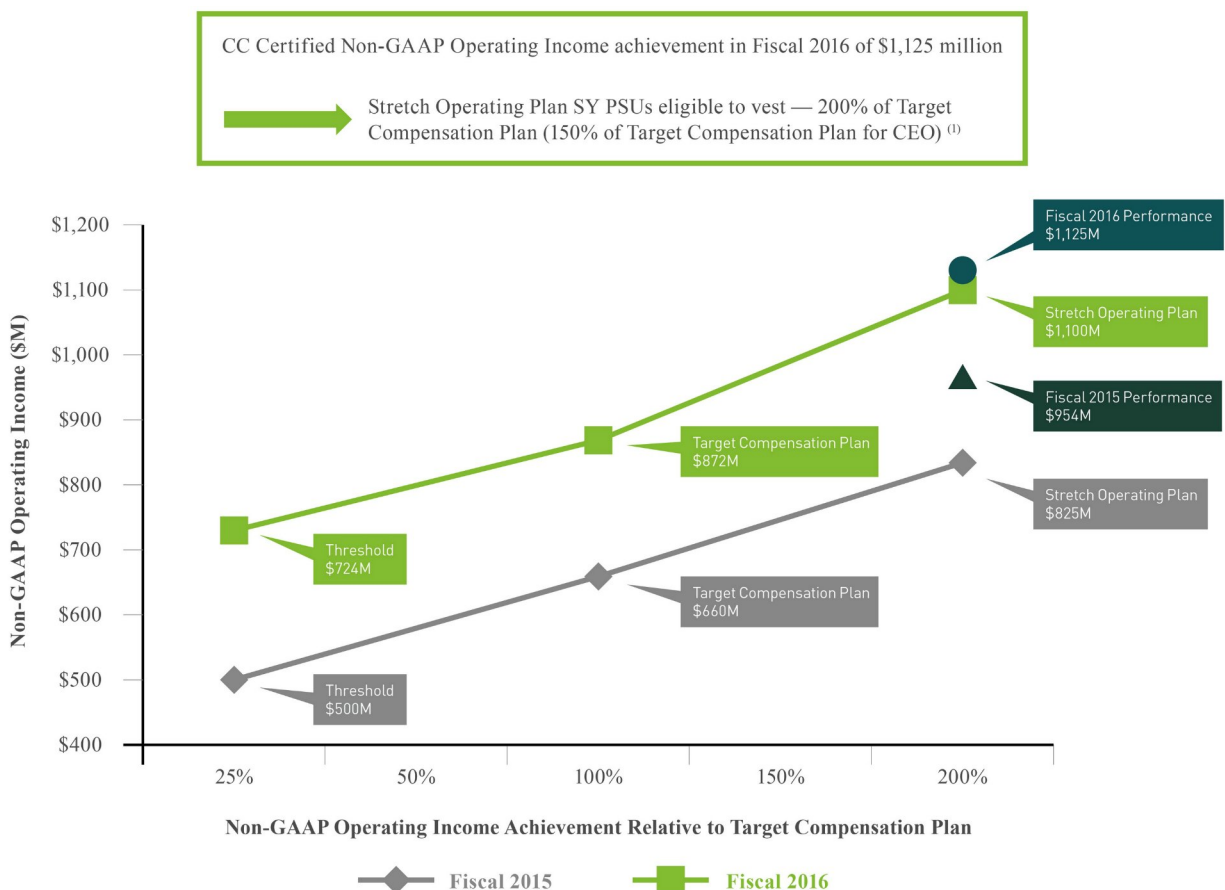 CC Certified Non-GAAP Operating Income achievement in Fiscal 2016 of $1,125 million
Stretch Operating Plan SY PSUs eligible to vest — 200% of Target
Compensation Plan (150% of Target Compensation Plan for CEO) (1)
Non-GAAP Operating Income ($M)
$1,200
$1,100
$1,000
$900
$800
$700
$600
$500
$400
Fiscal 2016 Performance
$1,125M
Stretch Operating Plan
$1,100M
Fiscal 2015 Performance
$954M
Target Compensation Plan
$872M
Stretch Operating Plan
$825M
Threshold
$724M
Target Compensation Plan
$660M
Threshold
$500M
25%
50%
100%
150%
200%
Non-GAAP Operating Income Achievement Relative to Target Compensation Plan
Fiscal 2015
Fiscal 2016